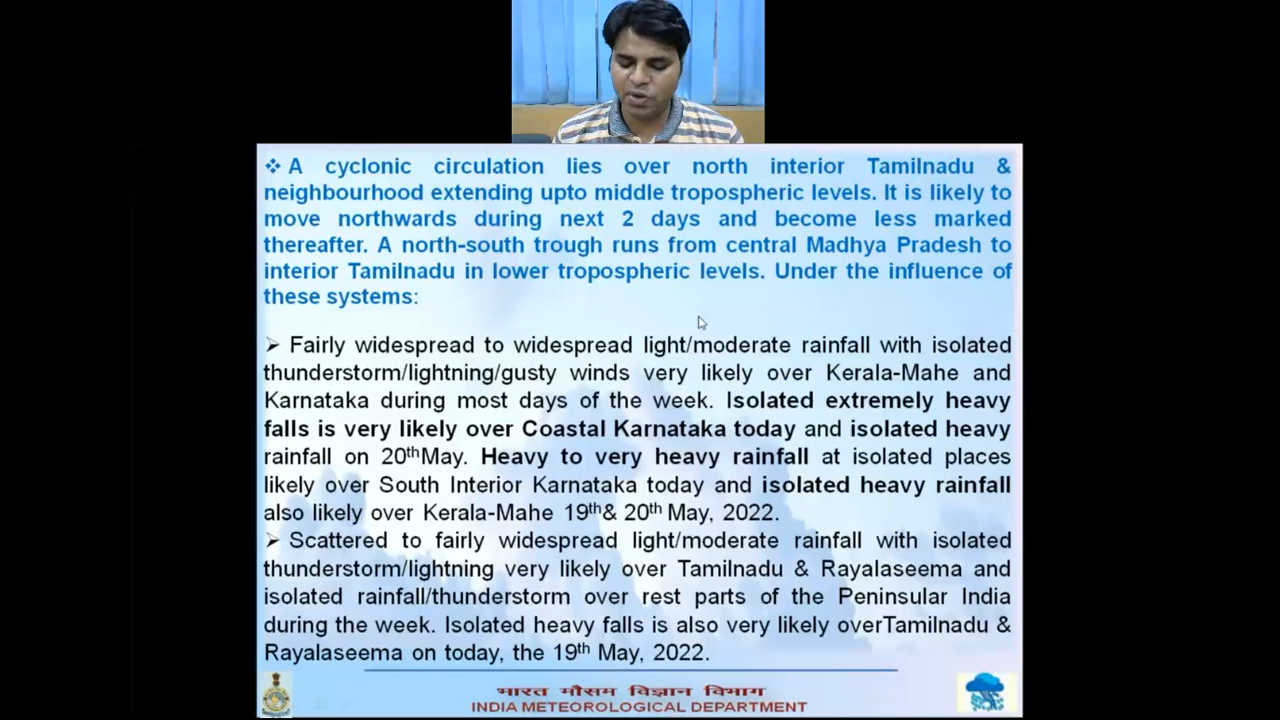 ❖ A cyclonic circulation lies over north interior Tamilnadu &
neighbourhood extending upto middle tropospheric levels. It is likely to
move northwards during next 2 days and become less marked
thereafter. A north-south trough runs from central Madhya Pradesh to
interior Tamilnadu in lower tropospheric levels. Under the influence of
these systems:
➢ Fairly widespread to widespread light/moderate rainfall with isolated
thunderstorm/lightning/gusty winds very likely over Kerala-Mahe and
Karnataka during most days of the week. Isolated extremely heavy
falls is very likely over Coastal Karnataka today and isolated heavy
rainfall on 20thMay. Heavy to very heavy rainfall at isolated places
likely over South Interior Karnataka today and isolated heavy rainfall
also likely over Kerala-Mahe 19th& 20th May, 2022.
➢ Scattered to fairly widespread light/moderate rainfall with isolated
thunderstorm/lightning very likely over Tamilnadu & Rayalaseema and
isolated rainfall/thunderstorm over rest parts of the Peninsular India
during the week. Isolated heavy falls is also very likely overTamilnadu &
Rayalaseema on today, the 19th May, 2022.
भारत मौसम विज्ञान विभाग
INDIA METEOROLOGICAL DEPARTMENT